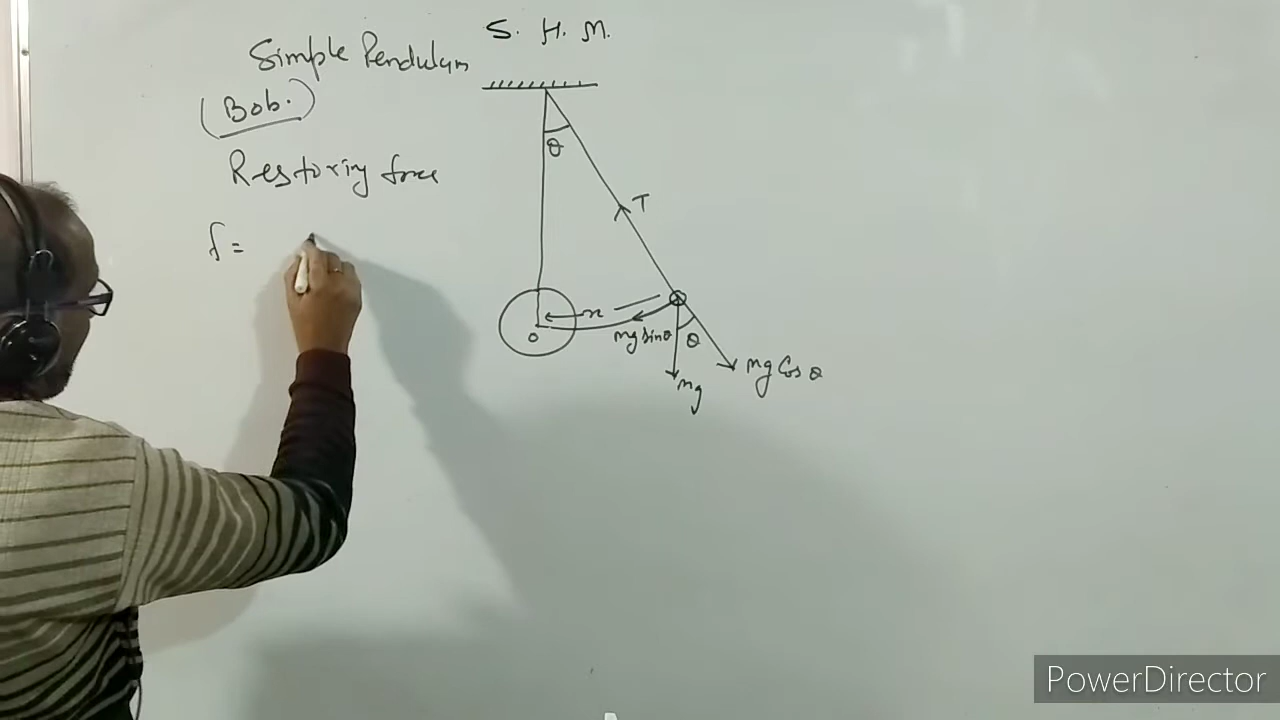 S. H. M.
Simple Pendulum
(Bob.)
Restoring force
f =
θ
T
x
O
mg sinθ
θ
mg Cos θ
mg
PowerDirector